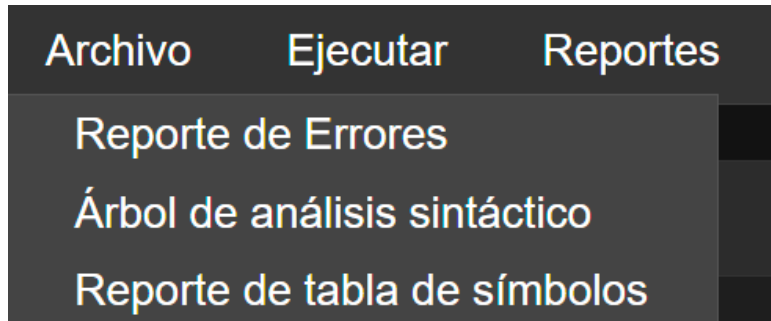 Archivo Ejecutar Reportes
Reporte de Errores
Árbol de análisis sintáctico
Reporte de tabla de símbolos